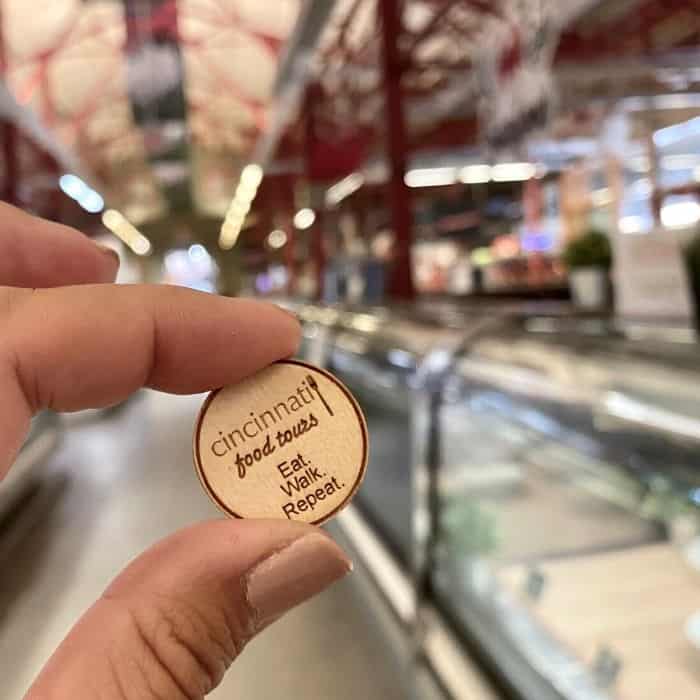 cincinnati
food tours
Eat.
Walk.
Repeat.